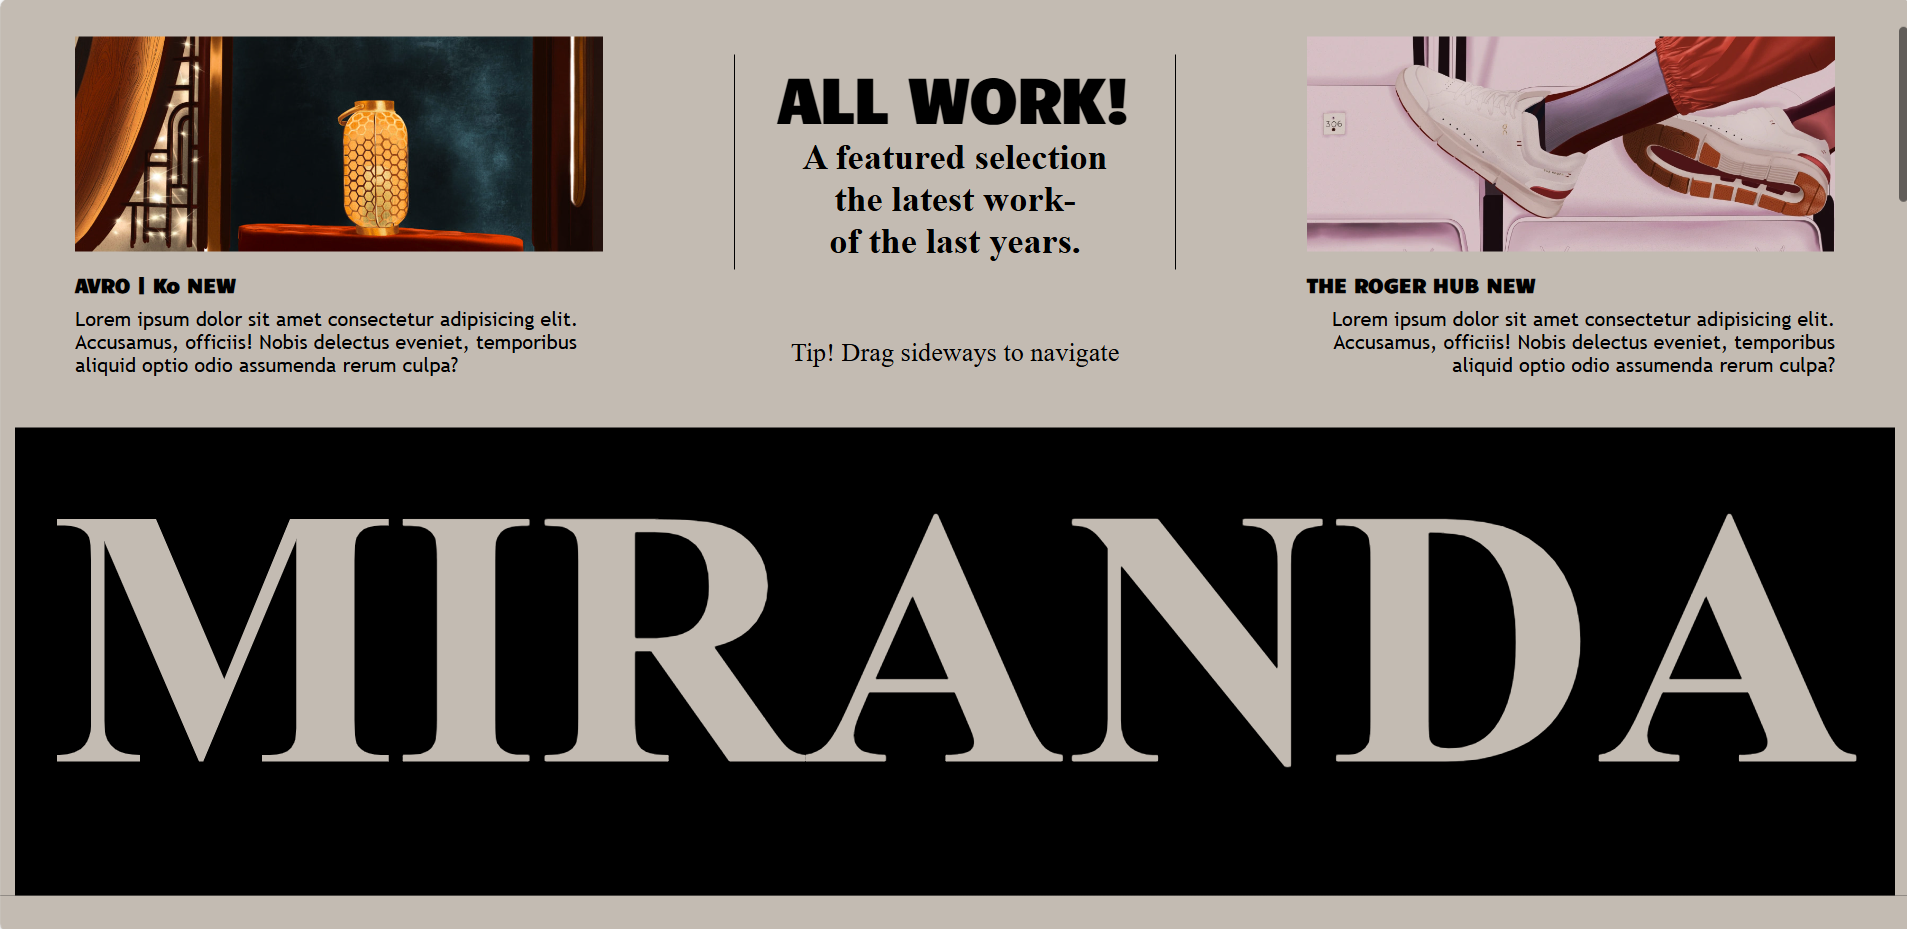 306
AVRO | Ko NEW
Lorem ipsum dolor sit amet consectetur adipisicing elit.
Accusamus, officiis! Nobis delectus eveniet, temporibus
aliquid optio odio assumenda rerum culpa?
ALL WORK!
A featured selection
the latest work-
of the last years.
Tip! Drag sideways to navigate
THE ROGER HUB NEW
Lorem ipsum dolor sit amet consectetur adipisicing elit.
Accusamus, officiis! Nobis delectus eveniet, temporibus
aliquid optio odio assumenda rerum culpa?
MIRANDA